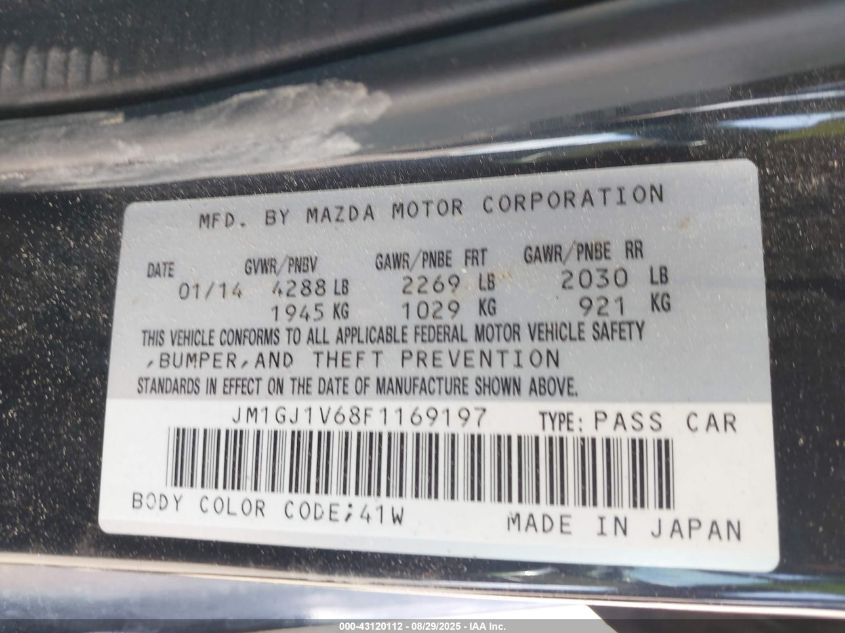 MFD. BY MAZDA MOTOR CORPORATION
DATE GVWR/PNBV GAWR/PNBE FRT GAWR/PNBE RR
01/14 4288 LB 2269 LB 2030 LB
1945 KG 1029 KG 921 KG
THIS VEHICLE CONFORMS TO ALL APPLICABLE FEDERAL MOTOR VEHICLE SAFETY
,BUMPER,AND THEFT PREVENTION
STANDARDS IN EFFECT ON THE DATE OF MANUFACTURE SHOWN ABOVE.
JM1GJ1V68F1169197 TYPE: PASS CAR
BODY COLOR CODE;41W
MADE IN JAPAN
000-43120112 - 08/29/2025 - IAA Inc.